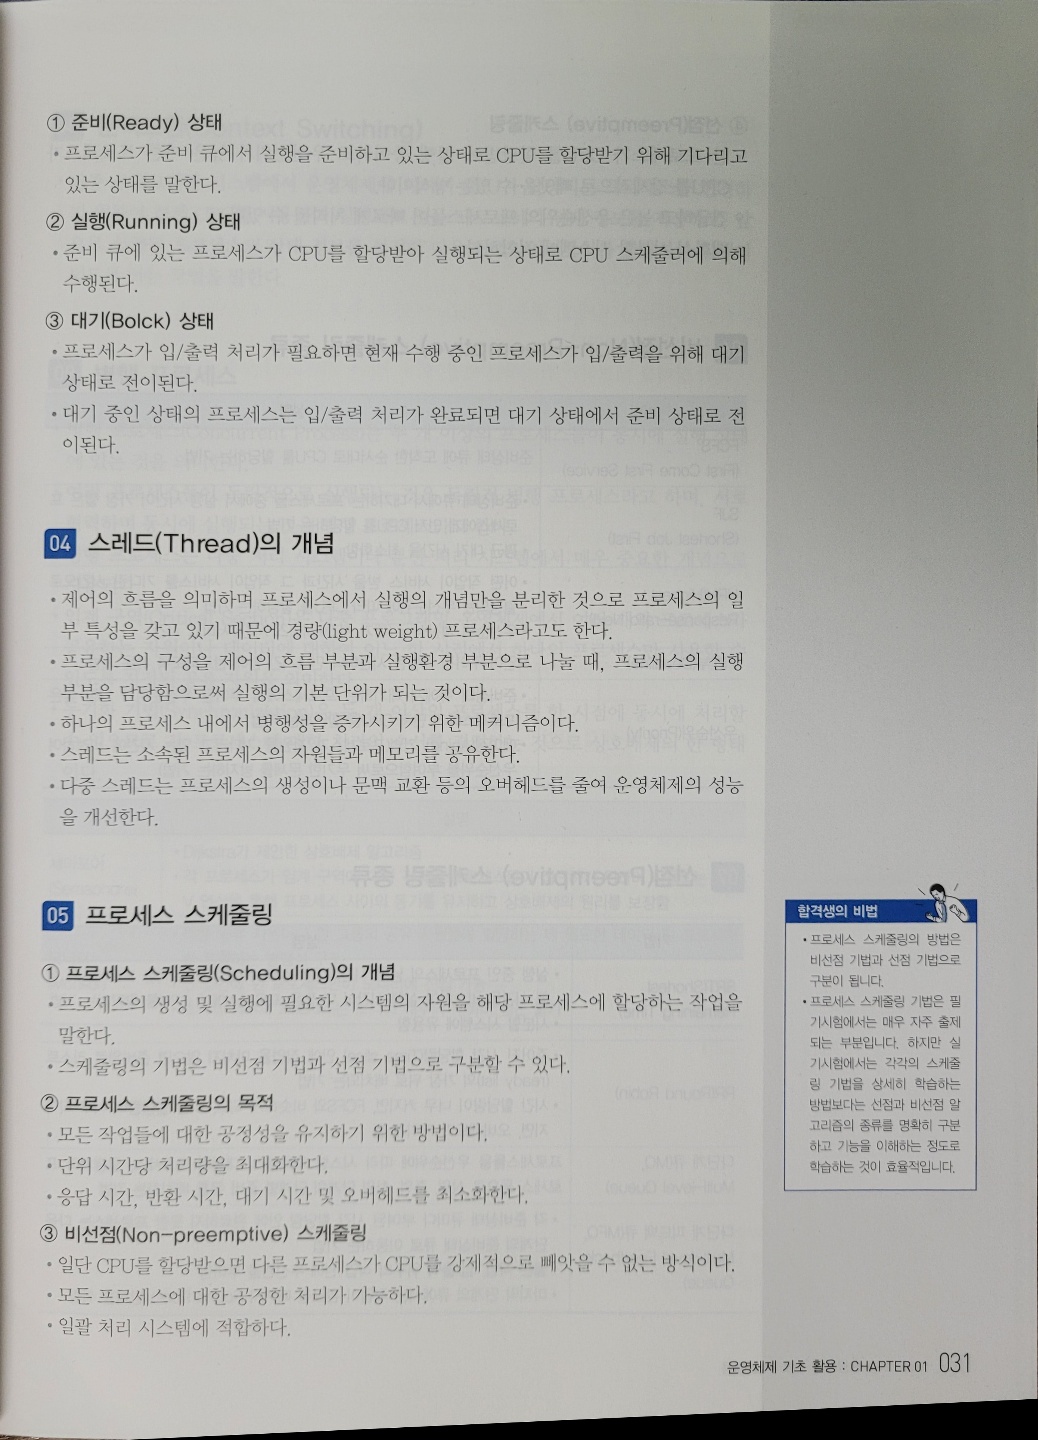 ① 준비(Ready) 상태
• 프로세스가 준비 큐에서 실행을 준비하고 있는 상태로 CPU를 할당받기 위해 기다리고
있는 상태를 말한다.
② 실행(Running) 상태
• 준비 큐에 있는 프로세스가 CPU를 할당받아 실행되는 상태로 CPU 스케줄러에 의해
수행된다.
③ 대기(Bolck) 상태
• 프로세스가 입/출력 처리가 필요하면 현재 수행 중인 프로세스가 입/출력을 위해 대기
상태로 전이된다.
• 대기 중인 상태의 프로세스는 입/출력 처리가 완료되면 대기 상태에서 준비 상태로 전
이된다.
04 스레드(Thread)의 개념
• 제어의 흐름을 의미하며 프로세스에서 실행의 개념만을 분리한 것으로 프로세스의 일
부 특성을 갖고 있기 때문에 경량(light weight) 프로세스라고도 한다.
• 프로세스의 구성을 제어의 흐름 부분과 실행환경 부분으로 나눌 때, 프로세스의 실행
부분을 담당함으로써 실행의 기본 단위가 되는 것이다.
• 하나의 프로세스 내에서 병행성을 증가시키기 위한 메커니즘이다.
• 스레드는 소속된 프로세스의 자원들과 메모리를 공유한다.
• 다중 스레드는 프로세스의 생성이나 문맥 교환 등의 오버헤드를 줄여 운영체제의 성능
을 개선한다.
05 프로세스 스케줄링
① 프로세스 스케줄링(Scheduling)의 개념
• 프로세스의 생성 및 실행에 필요한 시스템의 자원을 해당 프로세스에 할당하는 작업을
말한다.
• 스케줄링의 기법은 비선점 기법과 선점 기법으로 구분할 수 있다.
② 프로세스 스케줄링의 목적
• 모든 작업들에 대한 공정성을 유지하기 위한 방법이다.
• 단위 시간당 처리량을 최대화한다.
• 응답 시간, 반환 시간, 대기 시간 및 오버헤드를 최소화한다.
③ 비선점(Non-preemptive) 스케줄링
• 일단 CPU를 할당받으면 다른 프로세스가 CPU를 강제적으로 빼앗을 수 없는 방식이다.
• 모든 프로세스에 대한 공정한 처리가 가능하다.
• 일괄 처리 시스템에 적합하다.
합격생의 비법
• 프로세스 스케줄링의 방법은
비선점 기법과 선점 기법으로
구분이 됩니다.
• 프로세스 스케줄링 기법은 필
기시험에서는 매우 자주 출제
되는 부분입니다. 하지만 실
기시험에서는 각각의 스케줄
링 기법을 상세히 학습하는
방법보다는 선점과 비선점 알
고리즘의 종류를 명확히 구분
하고 기능을 이해하는 정도로
학습하는 것이 효율적입니다.
운영체제 기초 활용 : CHAPTER 01 031